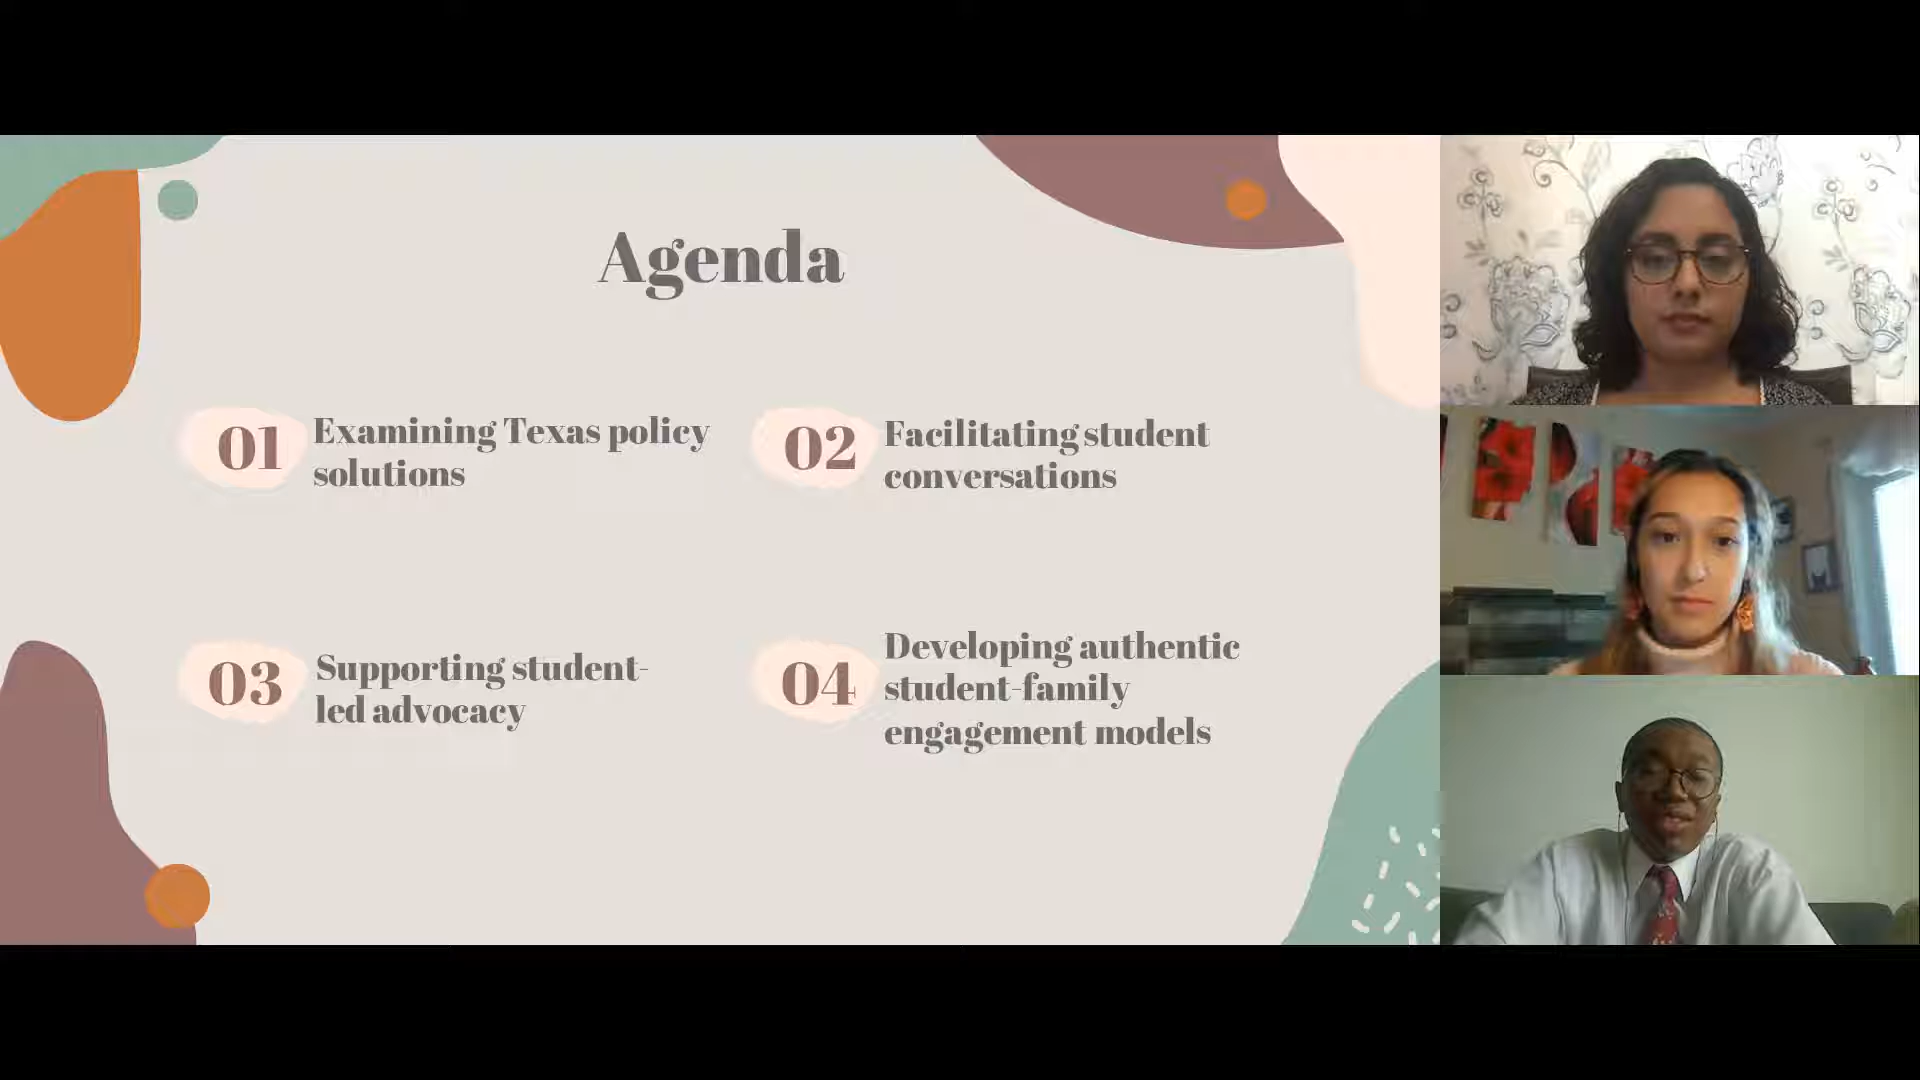 Agenda
01
Examining Texas policy
solutions
02
Facilitating student
conversations
03
Supporting student-
led advocacy
04
Developing authentic
student-family
engagement models